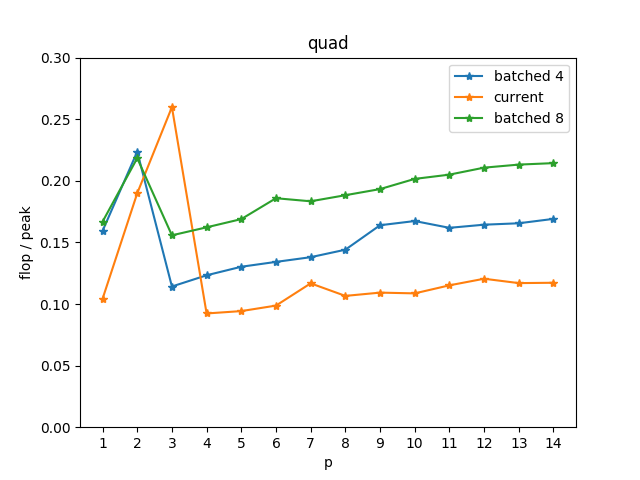 quad
0.30
0.25
0.20
0.15
0.10
0.05
0.00
flop / peak
batched 4
current
batched 8
1 2 3 4 5 6 7 8 9 10 11 12 13 14
p